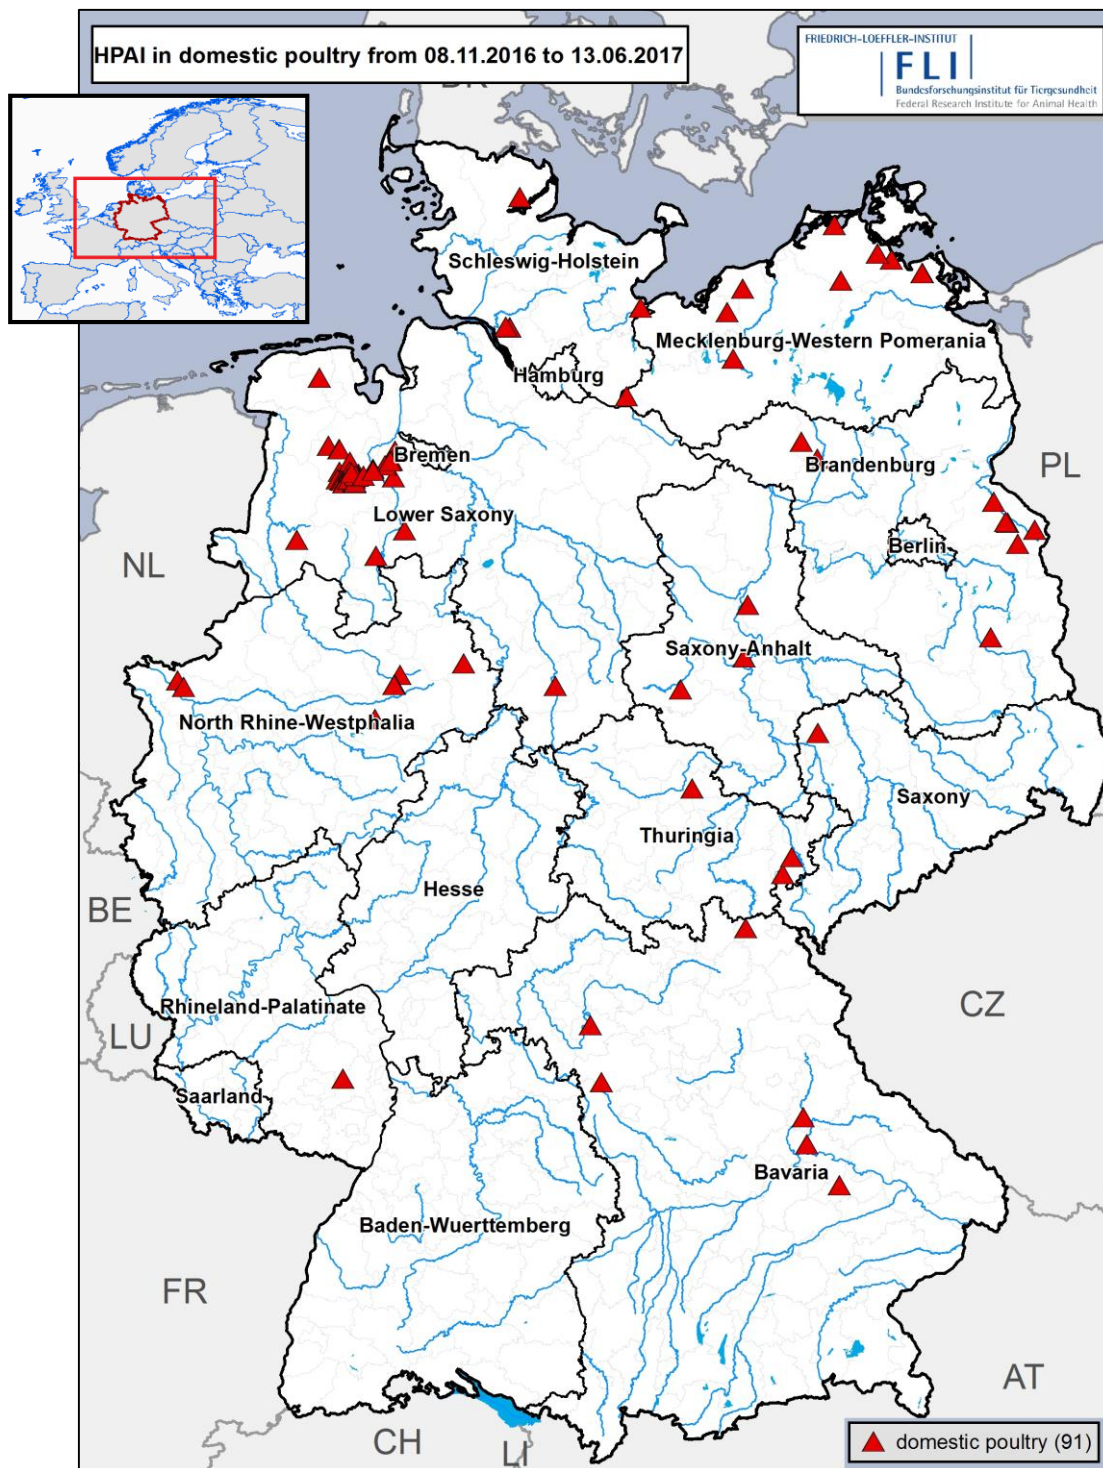 HPAI in domestic poultry from 08.11.2016 to 13.06.2017
FRIEDRICH-LOEFFLER-INSTITUT
FLI
Bundesforschungsinstitut für Tiergesundheit
Federal Research Institute for Animal Health
Schleswig-Holstein
Mecklenburg-Western Pomerania
Hamburg
Bremen
Brandenburg
PL
Lower Saxony
Berlin
NL
Saxony-Anhalt
North Rhine-Westphalia
Saxony
Thuringia
Hesse
BE
Rhineland-Palatinate
CZ
LU
Saarland
Bavaria
Baden-Wuerttemberg
FR
AT
CH
LI
domestic poultry (91)